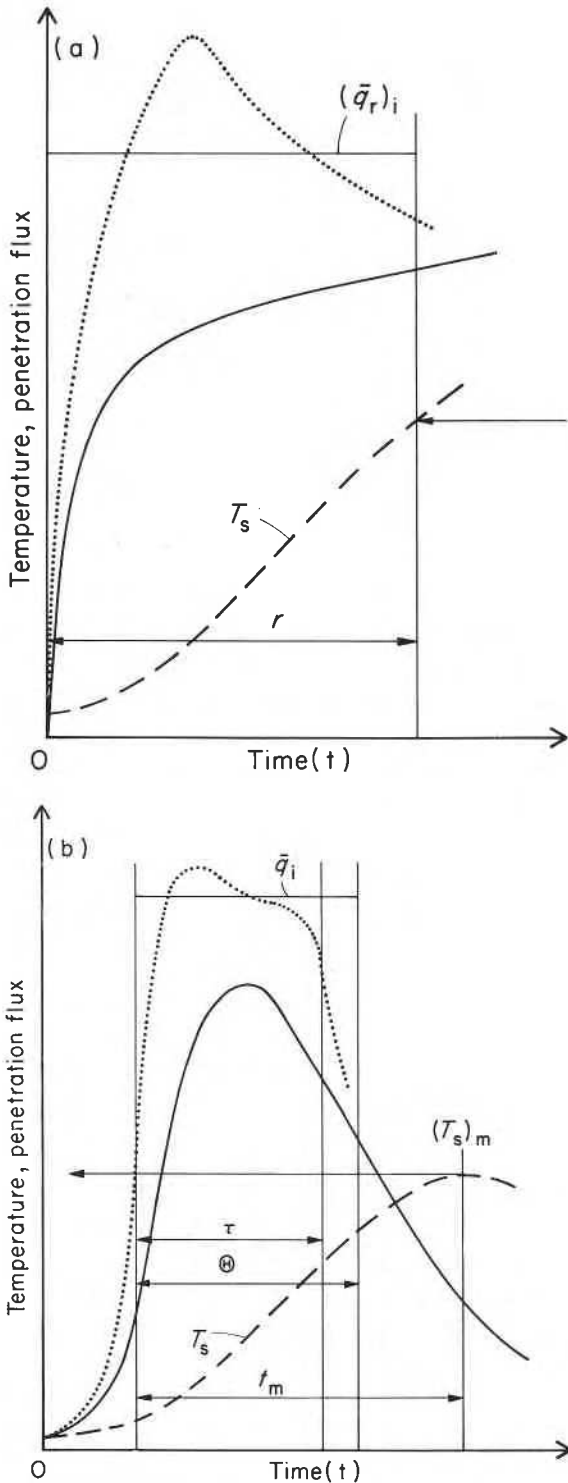 (a)
(q̄r)i
Temperature, penetration flux
Ts
r
O
Time(t)
(b)
q̄i
Temperature, penetration flux
(Ts)m
τ
Θ
Ts
tm
O
Time(t)